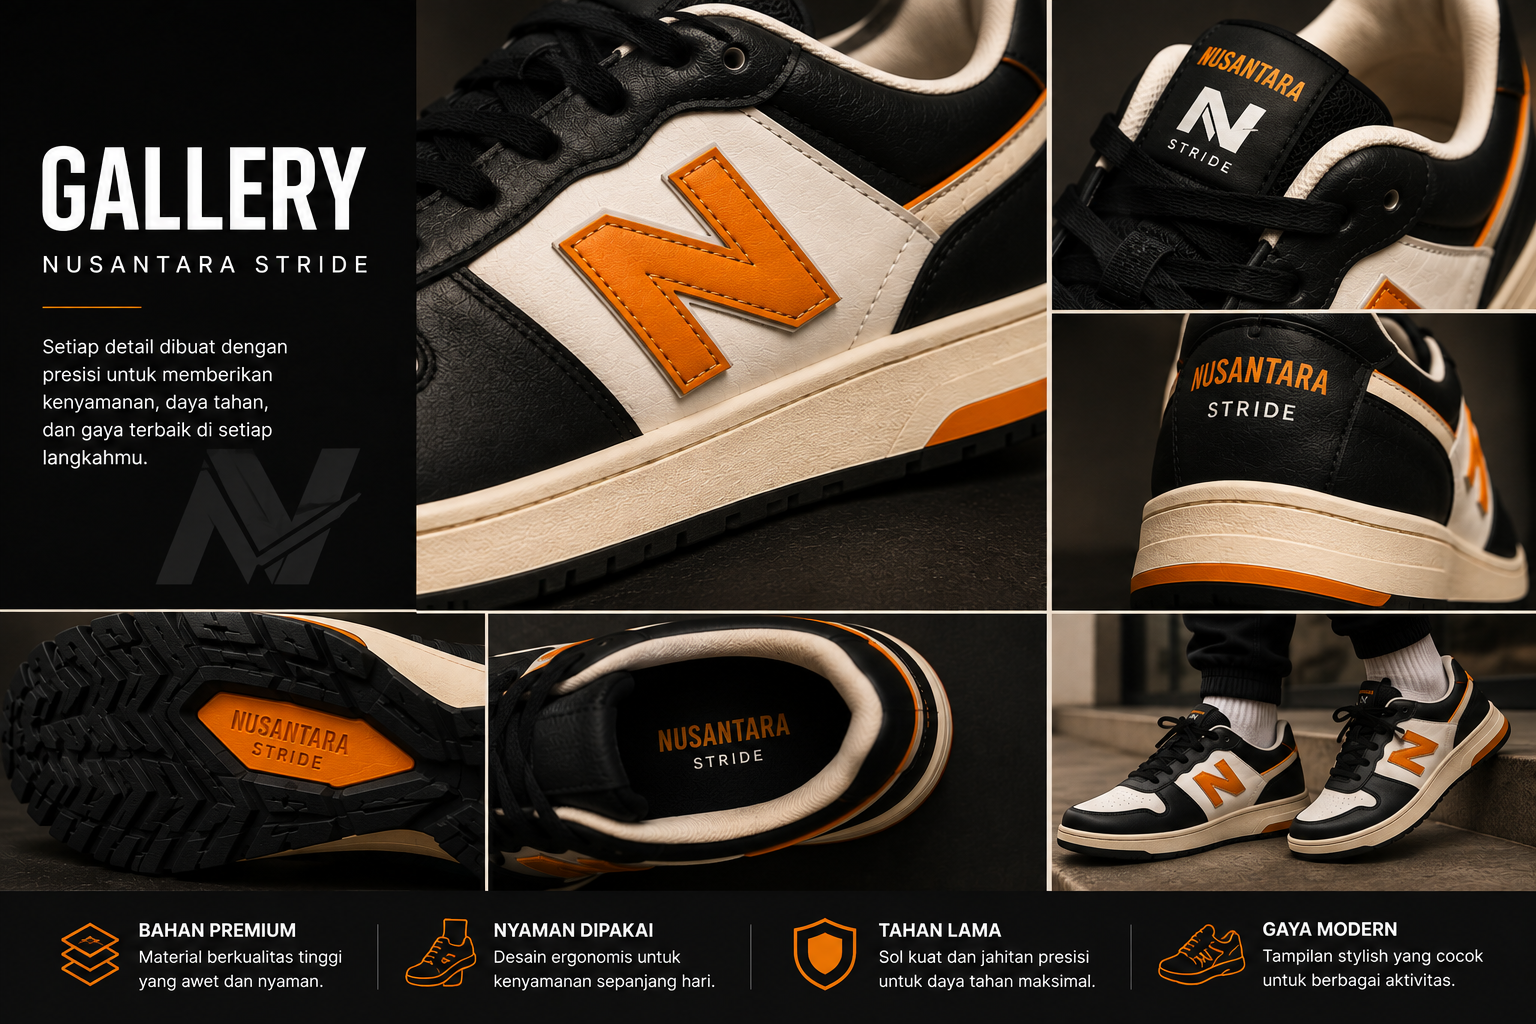 GALLERY
NUSANTARA STRIDE
Setiap detail dibuat dengan
presisi untuk memberikan
kenyamanan, daya tahan,
dan gaya terbaik di setiap
langkahmu.
N
N
NUSANTARA
N
STRIDE
NUSANTARA
STRIDE
NUSANTARA
STRIDE
NUSANTARA
STRIDE
N
N
BAHAN PREMIUM
Material berkualitas tinggi
yang awet dan nyaman.
NYAMAN DIPAKAI
Desain ergonomis untuk
kenyamanan sepanjang hari.
TAHAN LAMA
Sol kuat dan jahitan presisi
untuk daya tahan maksimal.
GAYA MODERN
Tampilan stylish yang cocok
untuk berbagai aktivitas.